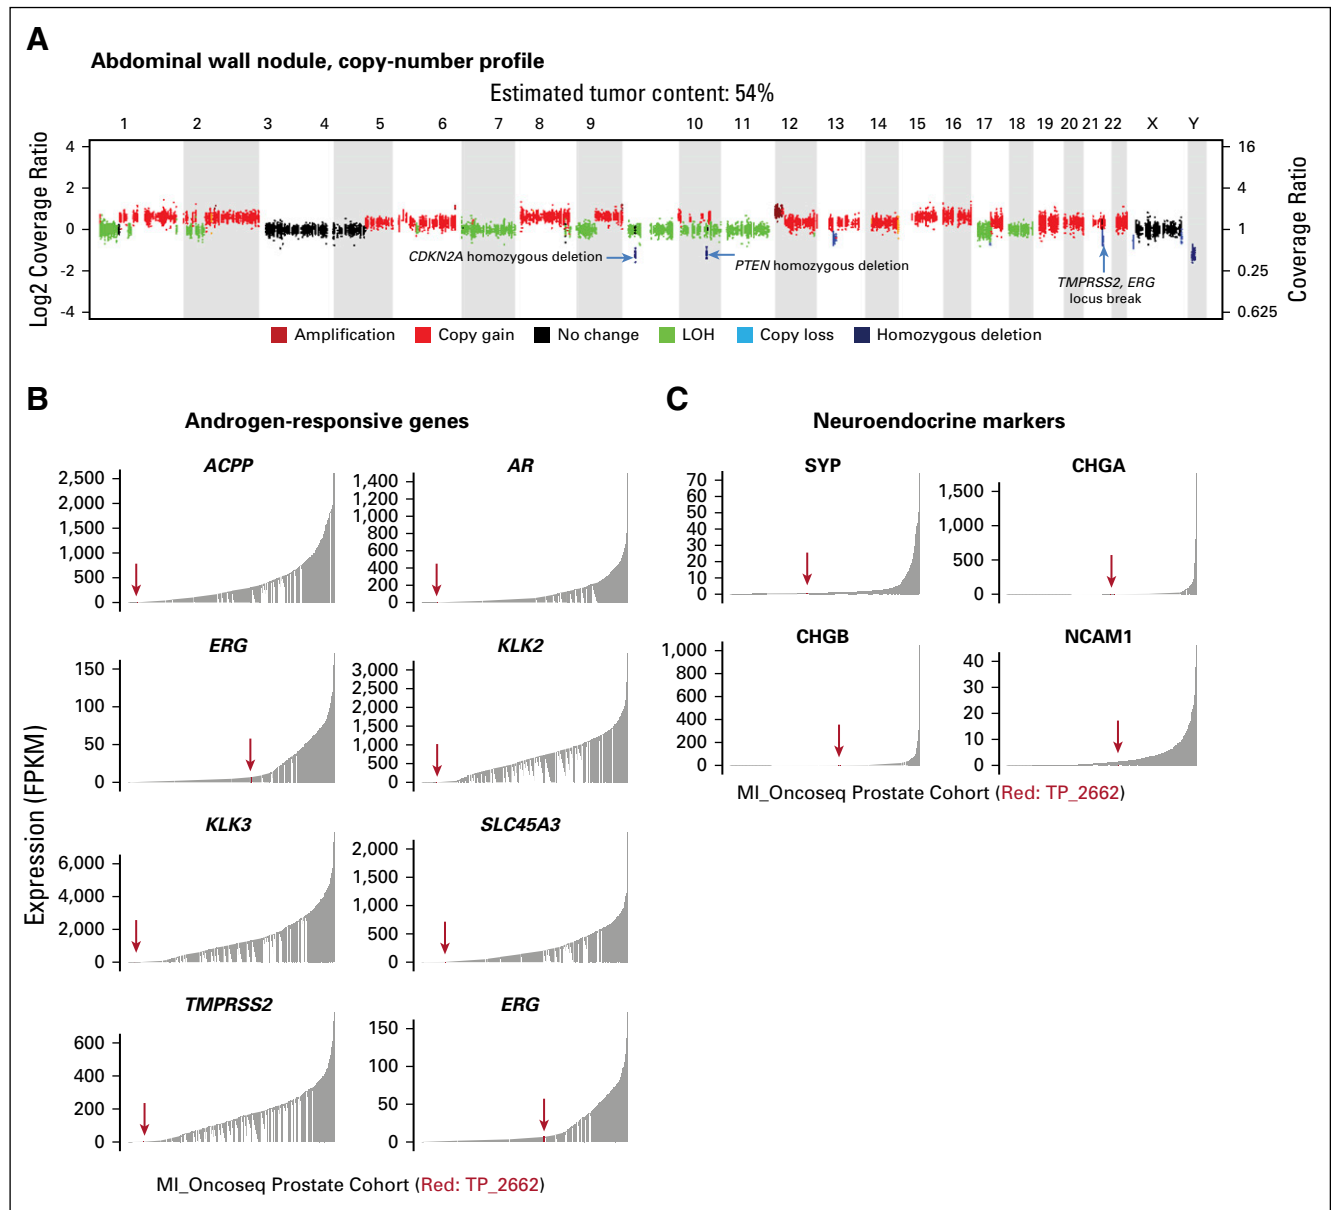 A
Abdominal wall nodule, copy-number profile
Estimated tumor content: 54%
1 2 3 4 5 6 7 8 9 10 11 12 13 14 15 16 17 18 19 20 21 22 X Y
Log2 Coverage Ratio
4
2
0
-2
-4
16
4
1
0.25
0.625
Coverage Ratio
CDKN2A homozygous deletion
PTEN homozygous deletion
TMPRSS2, ERG
locus break
Amplification Copy gain No change LOH Copy loss Homozygous deletion
B
Androgen-responsive genes
Expression (FPKM)
ACPP
2,500
2,000
1,500
1,000
500
0
AR
1,400
1,200
1,000
800
600
400
200
0
ERG
150
100
50
0
KLK2
3,000
2,500
2,000
1,500
1,000
500
0
KLK3
6,000
4,000
2,000
0
SLC45A3
2,000
1,500
1,000
500
0
TMPRSS2
600
400
200
0
ERG
150
100
50
0
MI_Oncoseq Prostate Cohort (Red: TP_2662)
C
Neuroendocrine markers
SYP
70
60
50
40
30
20
10
0
CHGA
1,500
1,000
500
0
CHGB
1,000
800
600
400
200
0
NCAM1
40
30
20
10
0
MI_Oncoseq Prostate Cohort (Red: TP_2662)